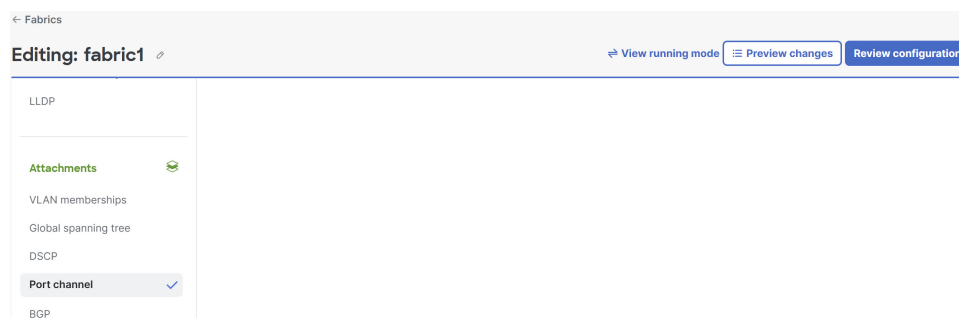 ← Fabrics
Editing: fabric1
View running mode
Preview changes
Review configuration
LLDP
Attachments
VLAN memberships
Global spanning tree
DSCP
Port channel
BGP